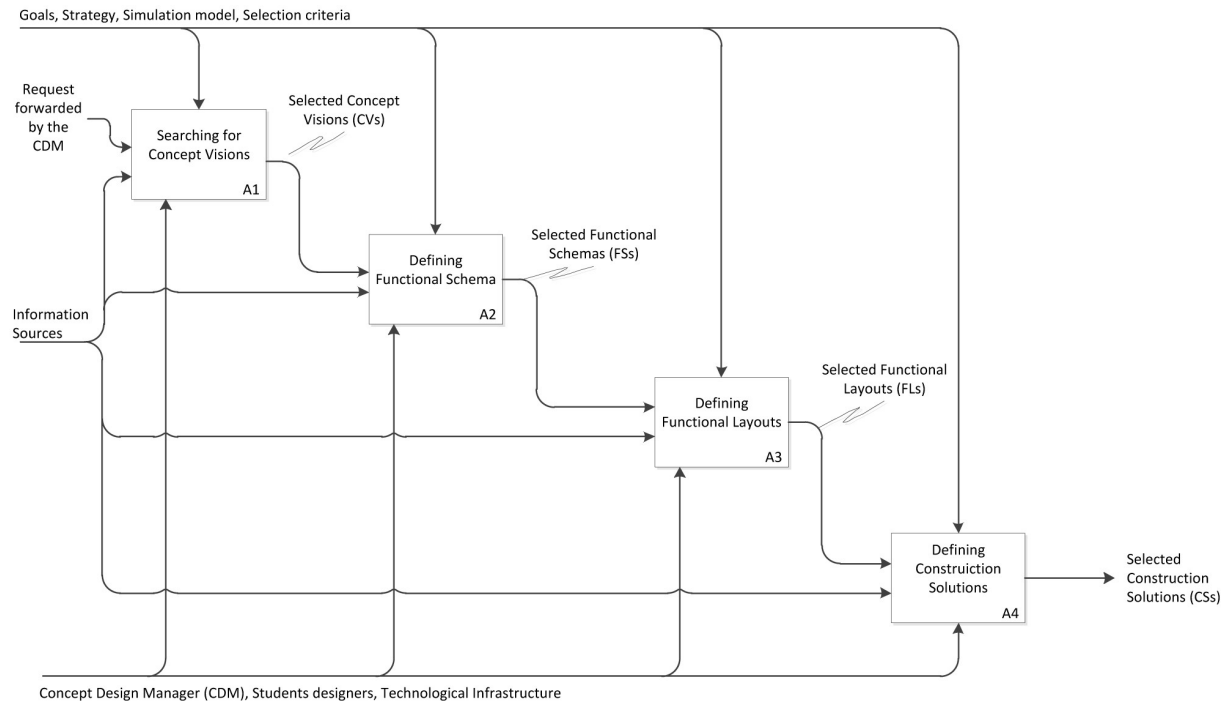 Goals, Strategy, Simulation model, Selection criteria
Request
forwarded
by the
CDM
Searching for
Concept Visions
A1
Selected Concept
Visions (CVs)
Defining
Functional Schema
A2
Selected Functional
Schemas (FSs)
Information
Sources
Defining
Functional Layouts
A3
Selected Functional
Layouts (FLs)
Defining
Construiction
Solutions
A4
Selected
Construction
Solutions (CSs)
Concept Design Manager (CDM), Students designers, Technological Infrastructure